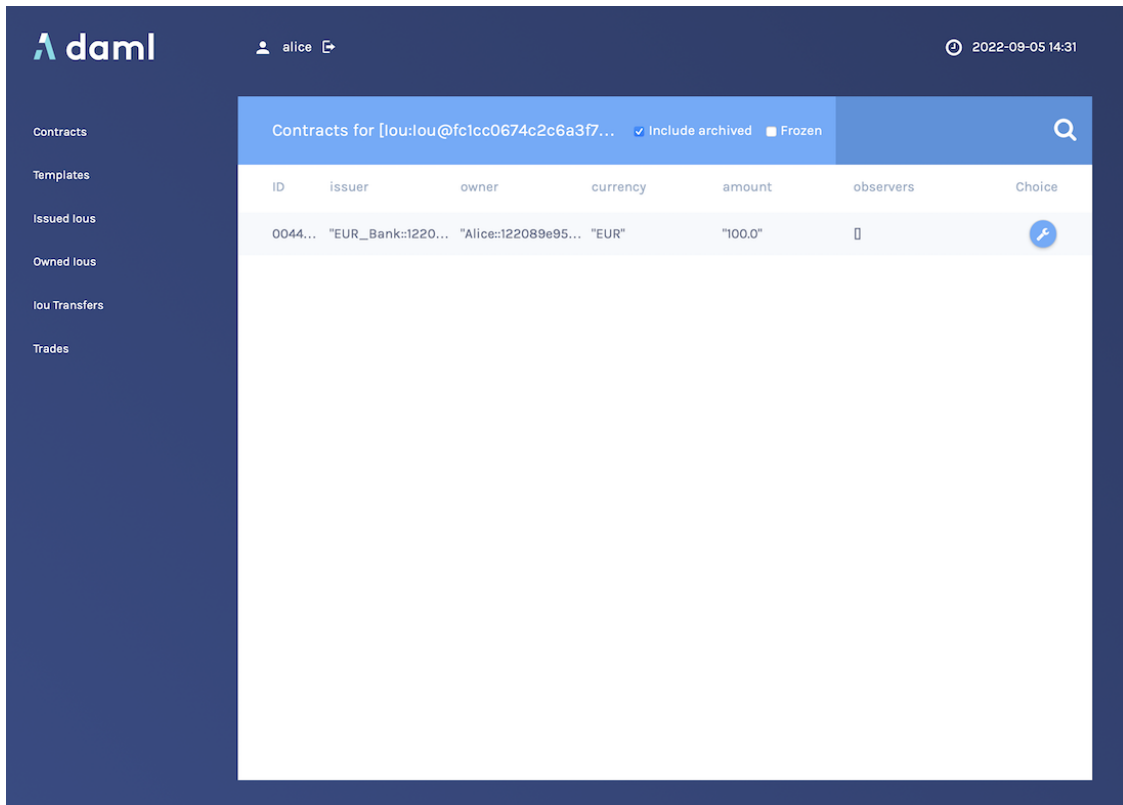 daml
alice
2022-09-05 14:31
Contracts
Templates
Issued Ious
Owned Ious
Iou Transfers
Trades
Contracts for [Iou:Iou@fc1cc0674c2c6a3f7...
Include archived
Frozen
ID issuer owner currency amount observers Choice
0044... "EUR_Bank::1220... "Alice::122089e95... "EUR" "100.0" []